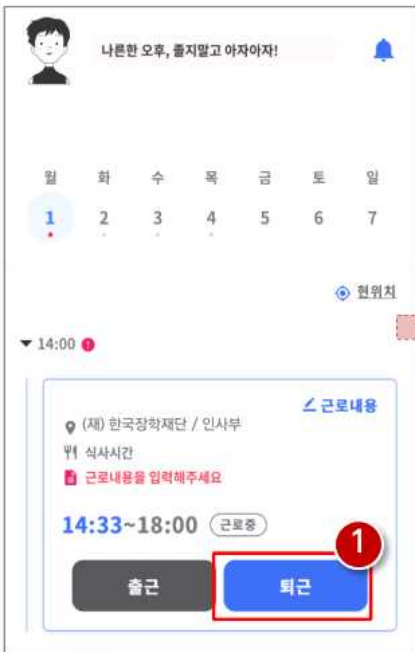 나른한 오후, 졸지말고 아자아자!
월 화 수 목 금 토 일
1 2 3 4 5 6 7
현위치
14:00 !
근로내용
(재) 한국장학재단 / 인사부
식사시간
근로내용을 입력해주세요
14:33~18:00 근로중
1
출근 퇴근